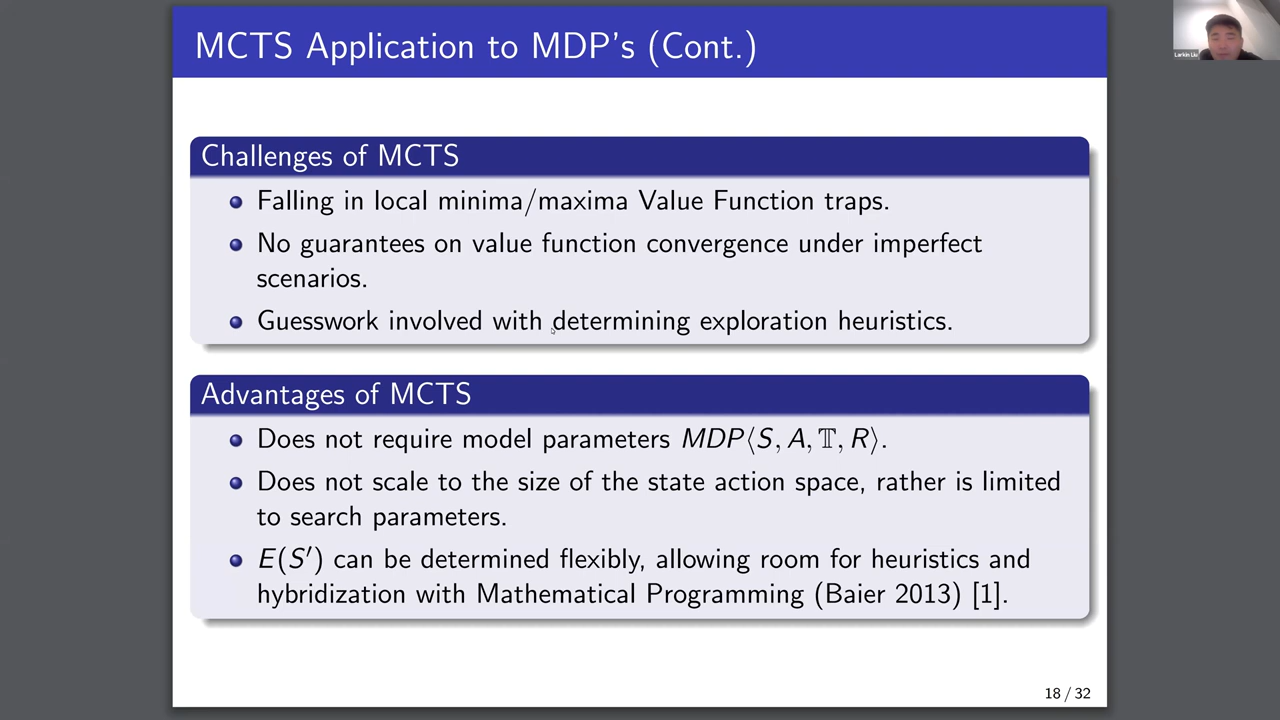 MCTS Application to MDP's (Cont.)
Larkin Liu
Challenges of MCTS
Falling in local minima/maxima Value Function traps.
No guarantees on value function convergence under imperfect
scenarios.
Guesswork involved with determining exploration heuristics.
Advantages of MCTS
Does not require model parameters MDP⟨S, A, 𝕋, R⟩.
Does not scale to the size of the state action space, rather is limited
to search parameters.
E(S′) can be determined flexibly, allowing room for heuristics and
hybridization with Mathematical Programming (Baier 2013) [1].
18 / 32